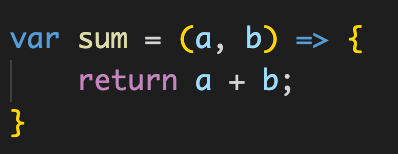 var sum = (a, b) => {
    return a + b;
}